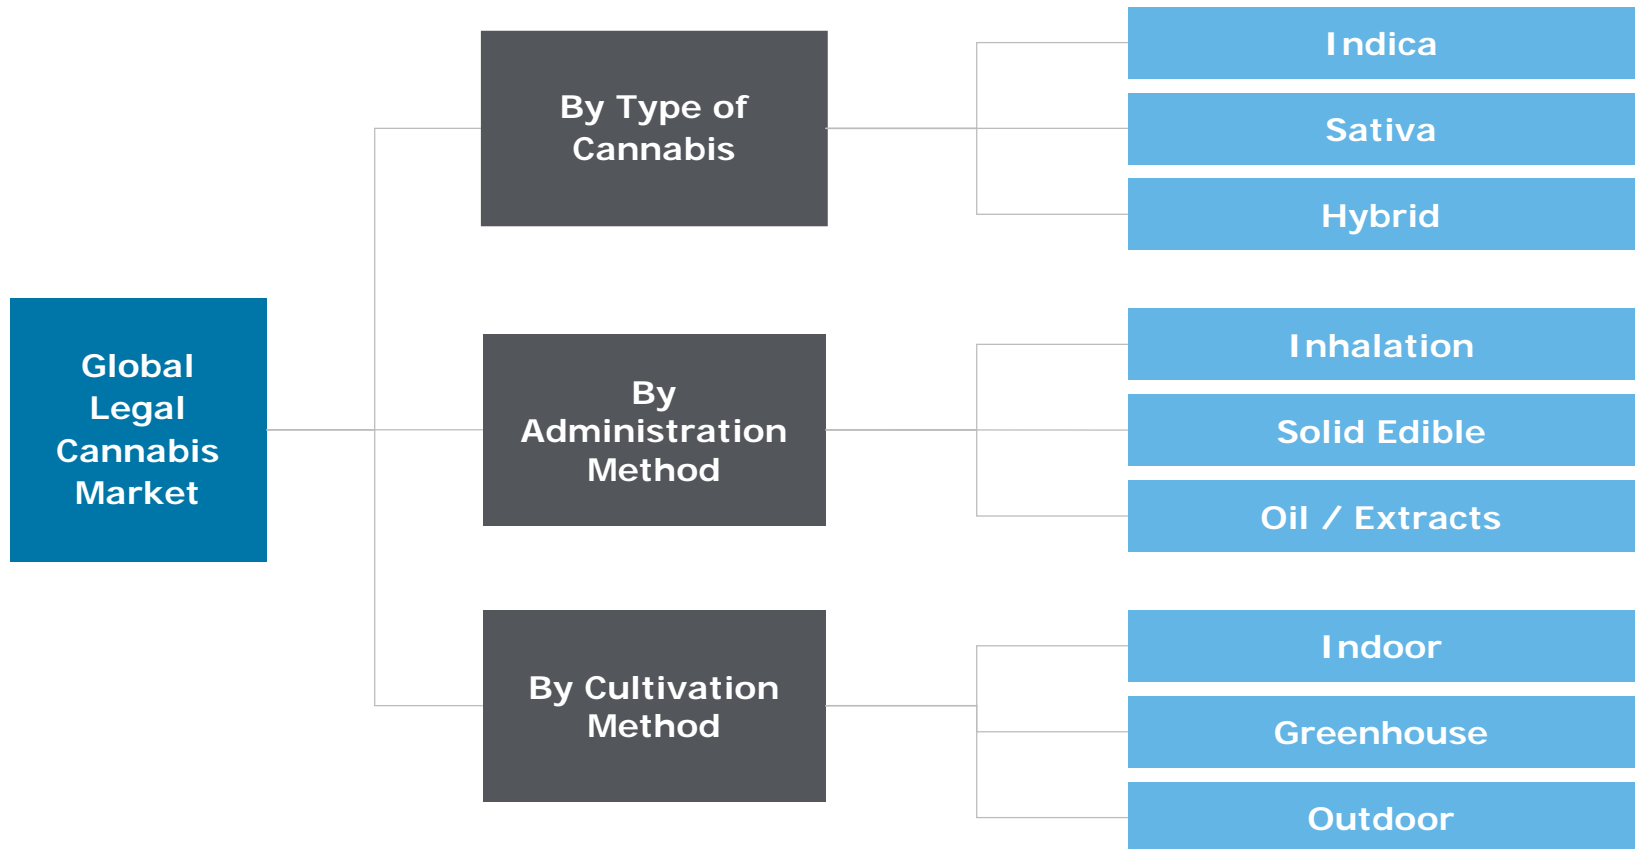 Global
Legal
Cannabis
Market
By Type of
Cannabis
Indica
Sativa
Hybrid
By
Administration
Method
Inhalation
Solid Edible
Oil / Extracts
By Cultivation
Method
Indoor
Greenhouse
Outdoor